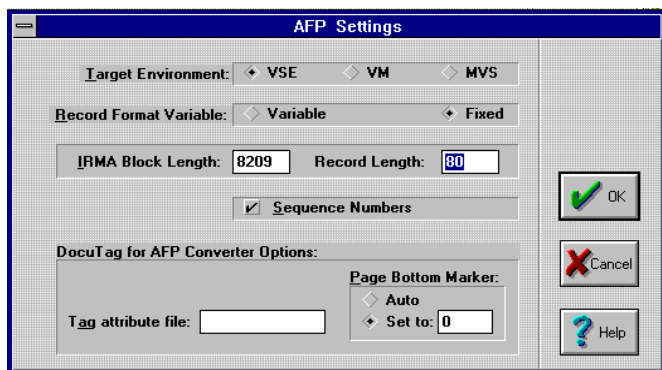 AFP Settings
Target Environment: VSE VM MVS
Record Format Variable: Variable Fixed
IRMA Block Length: 8209 Record Length: 80
OK
Sequence Numbers
DocuTag for AFP Converter Options:
Cancel
Page Bottom Marker:
Auto
Tag attribute file: Set to: 0
Help